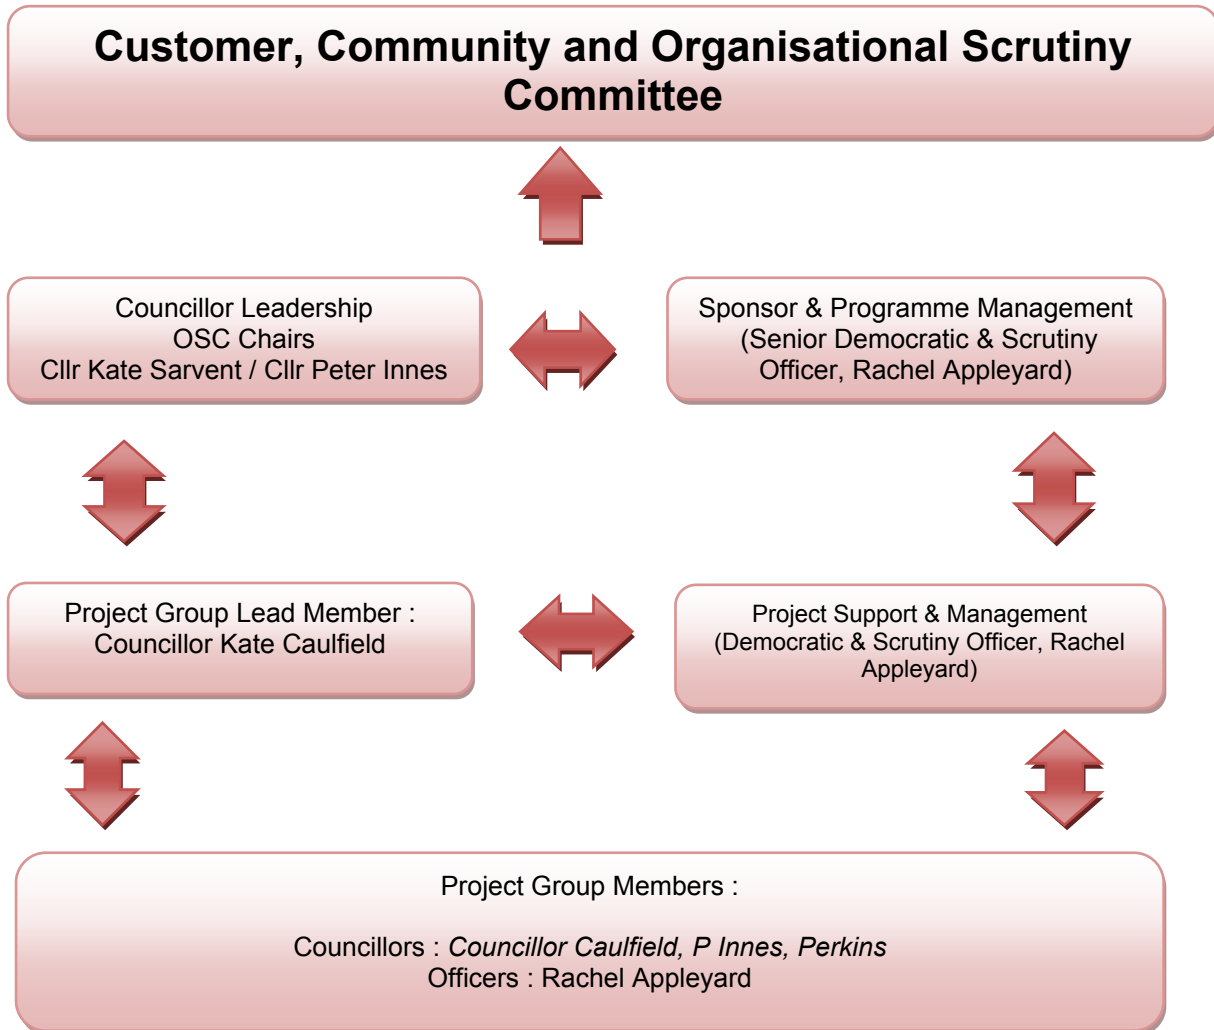 Customer, Community and Organisational Scrutiny
Committee
Councillor Leadership
OSC Chairs
Cllr Kate Sarvent / Cllr Peter Innes
Sponsor & Programme Management
(Senior Democratic & Scrutiny
Officer, Rachel Appleyard)
Project Group Lead Member :
Councillor Kate Caulfield
Project Support & Management
(Democratic & Scrutiny Officer, Rachel
Appleyard)
Project Group Members :
Councillors : Councillor Caulfield, P Innes, Perkins
Officers : Rachel Appleyard